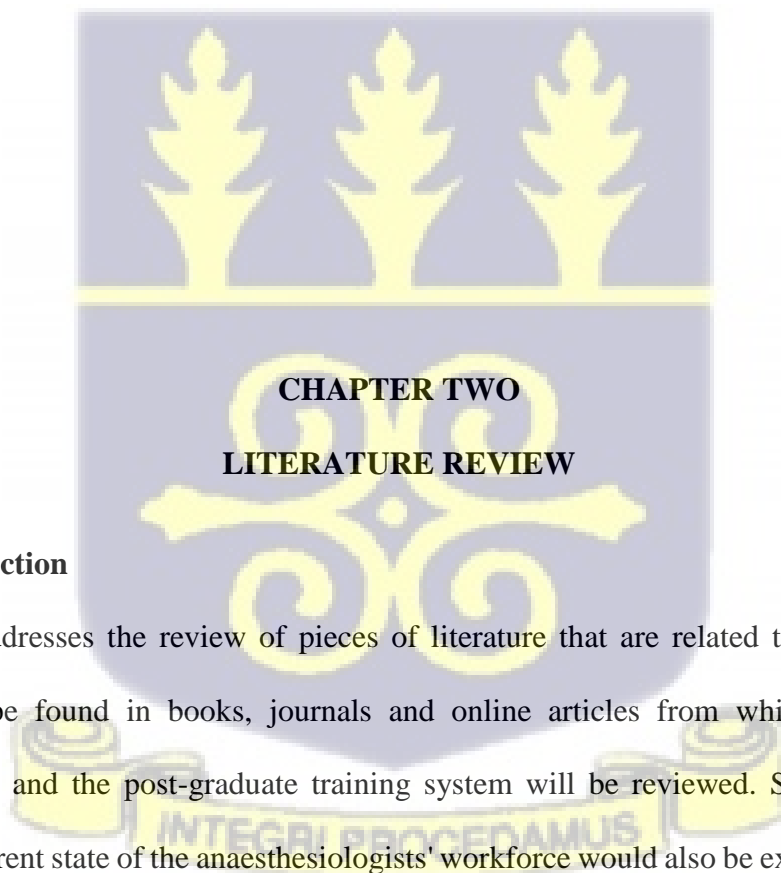 CHAPTER TWO
LITERATURE REVIEW
ction
dresses the review of pieces of literature that are related t
be found in books, journals and online articles from whi
and the post-graduate training system will be reviewed. S
INTEGRI PROCEDAMUS
rent state of the anaesthesiologists' workforce would also be ex